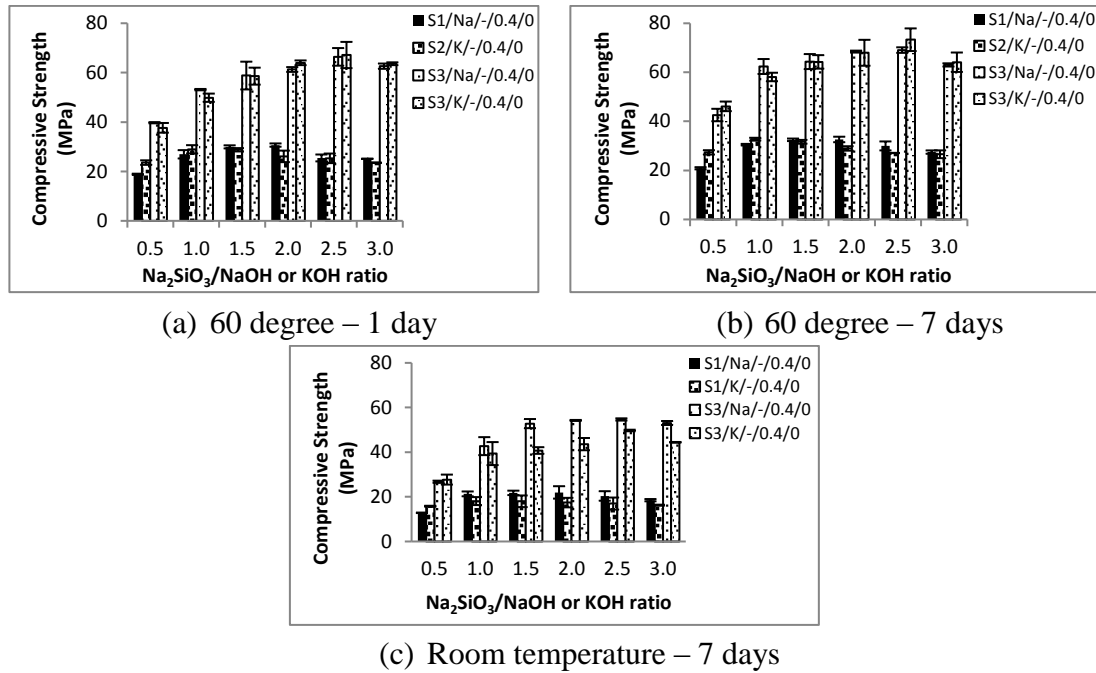 80
60
40
20
0
Compressive Strength
(MPa)
0.5 1.0 1.5 2.0 2.5 3.0
Na₂SiO₃/NaOH or KOH ratio
S1/Na/-/0.4/0
S2/K/-/0.4/0
S3/Na/-/0.4/0
S3/K/-/0.4/0
(a) 60 degree – 1 day
80
60
40
20
0
Compressive Strength
(MPa)
0.5 1.0 1.5 2.0 2.5 3.0
Na₂SiO₃/NaOH or KOH ratio
S1/Na/-/0.4/0
S2/K/-/0.4/0
S3/Na/-/0.4/0
S3/K/-/0.4/0
(b) 60 degree – 7 days
80
60
40
20
0
Compressive Strength
(MPa)
0.5 1.0 1.5 2.0 2.5 3.0
Na₂SiO₃/NaOH or KOH ratio
S1/Na/-/0.4/0
S1/K/-/0.4/0
S3/Na/-/0.4/0
S3/K/-/0.4/0
(c) Room temperature – 7 days